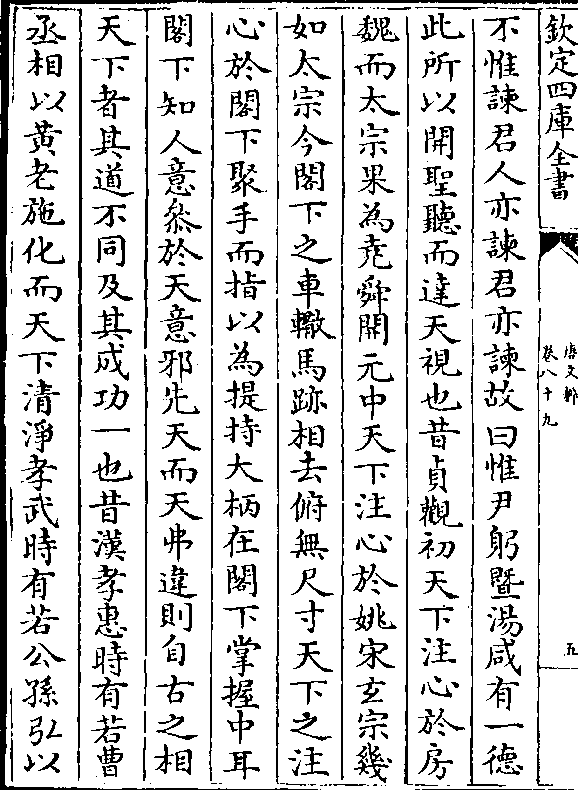 欽定四庫全書
唐文粹
卷八十九
五
不惟諫君人亦諫君亦諫故曰惟尹躬暨湯咸有一德
此所以開聖聽而達天視也昔貞觀初天下注心於房
魏而太宗果為堯舜開元中天下注心於姚宋玄宗幾
如太宗今閣下之車轍馬跡相去俯無尺寸天下之注
心於閣下聚手而指以為提持大柄在閣下掌握中耳
閣下知人意叅於天意邪先天而天弗違則自古之相
天下者其道不同及其成功一也昔漢孝惠時有若曹
丞相以黃老施化而天下清淨孝武時有若公孫弘以